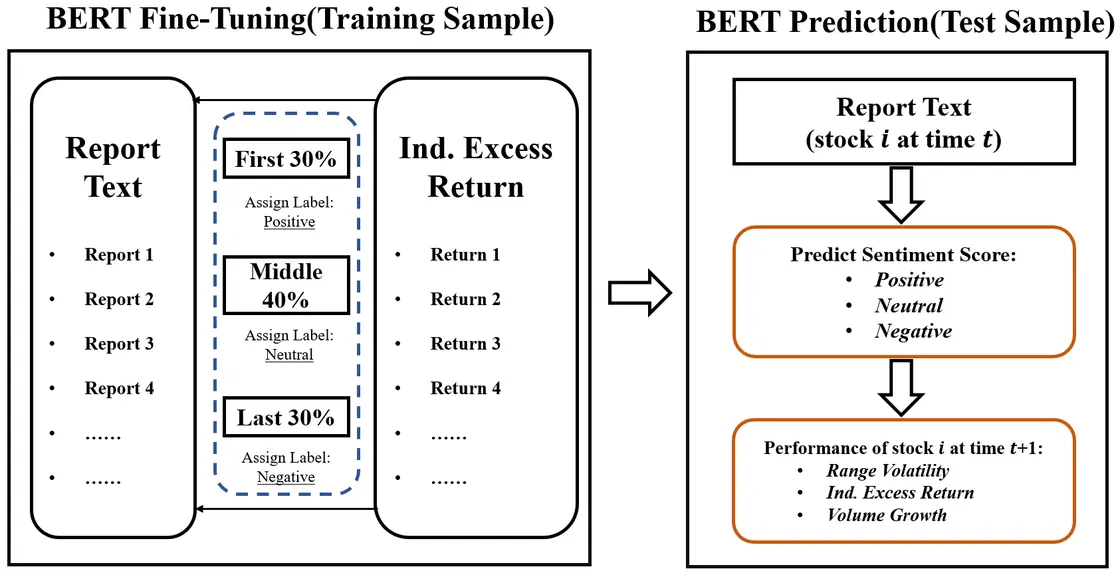 BERT Fine-Tuning(Training Sample)
Report
Text
• Report 1
• Report 2
• Report 3
• Report 4
• ……
• ……
First 30%
Assign Label:
Positive
Middle
40%
Assign Label:
Neutral
Last 30%
Assign Label:
Negative
Ind. Excess
Return
• Return 1
• Return 2
• Return 3
• Return 4
• ……
• ……
BERT Prediction(Test Sample)
Report Text
(stock i at time t)
Predict Sentiment Score:
• Positive
• Neutral
• Negative
Performance of stock i at time t+1:
• Range Volatility
• Ind. Excess Return
• Volume Growth